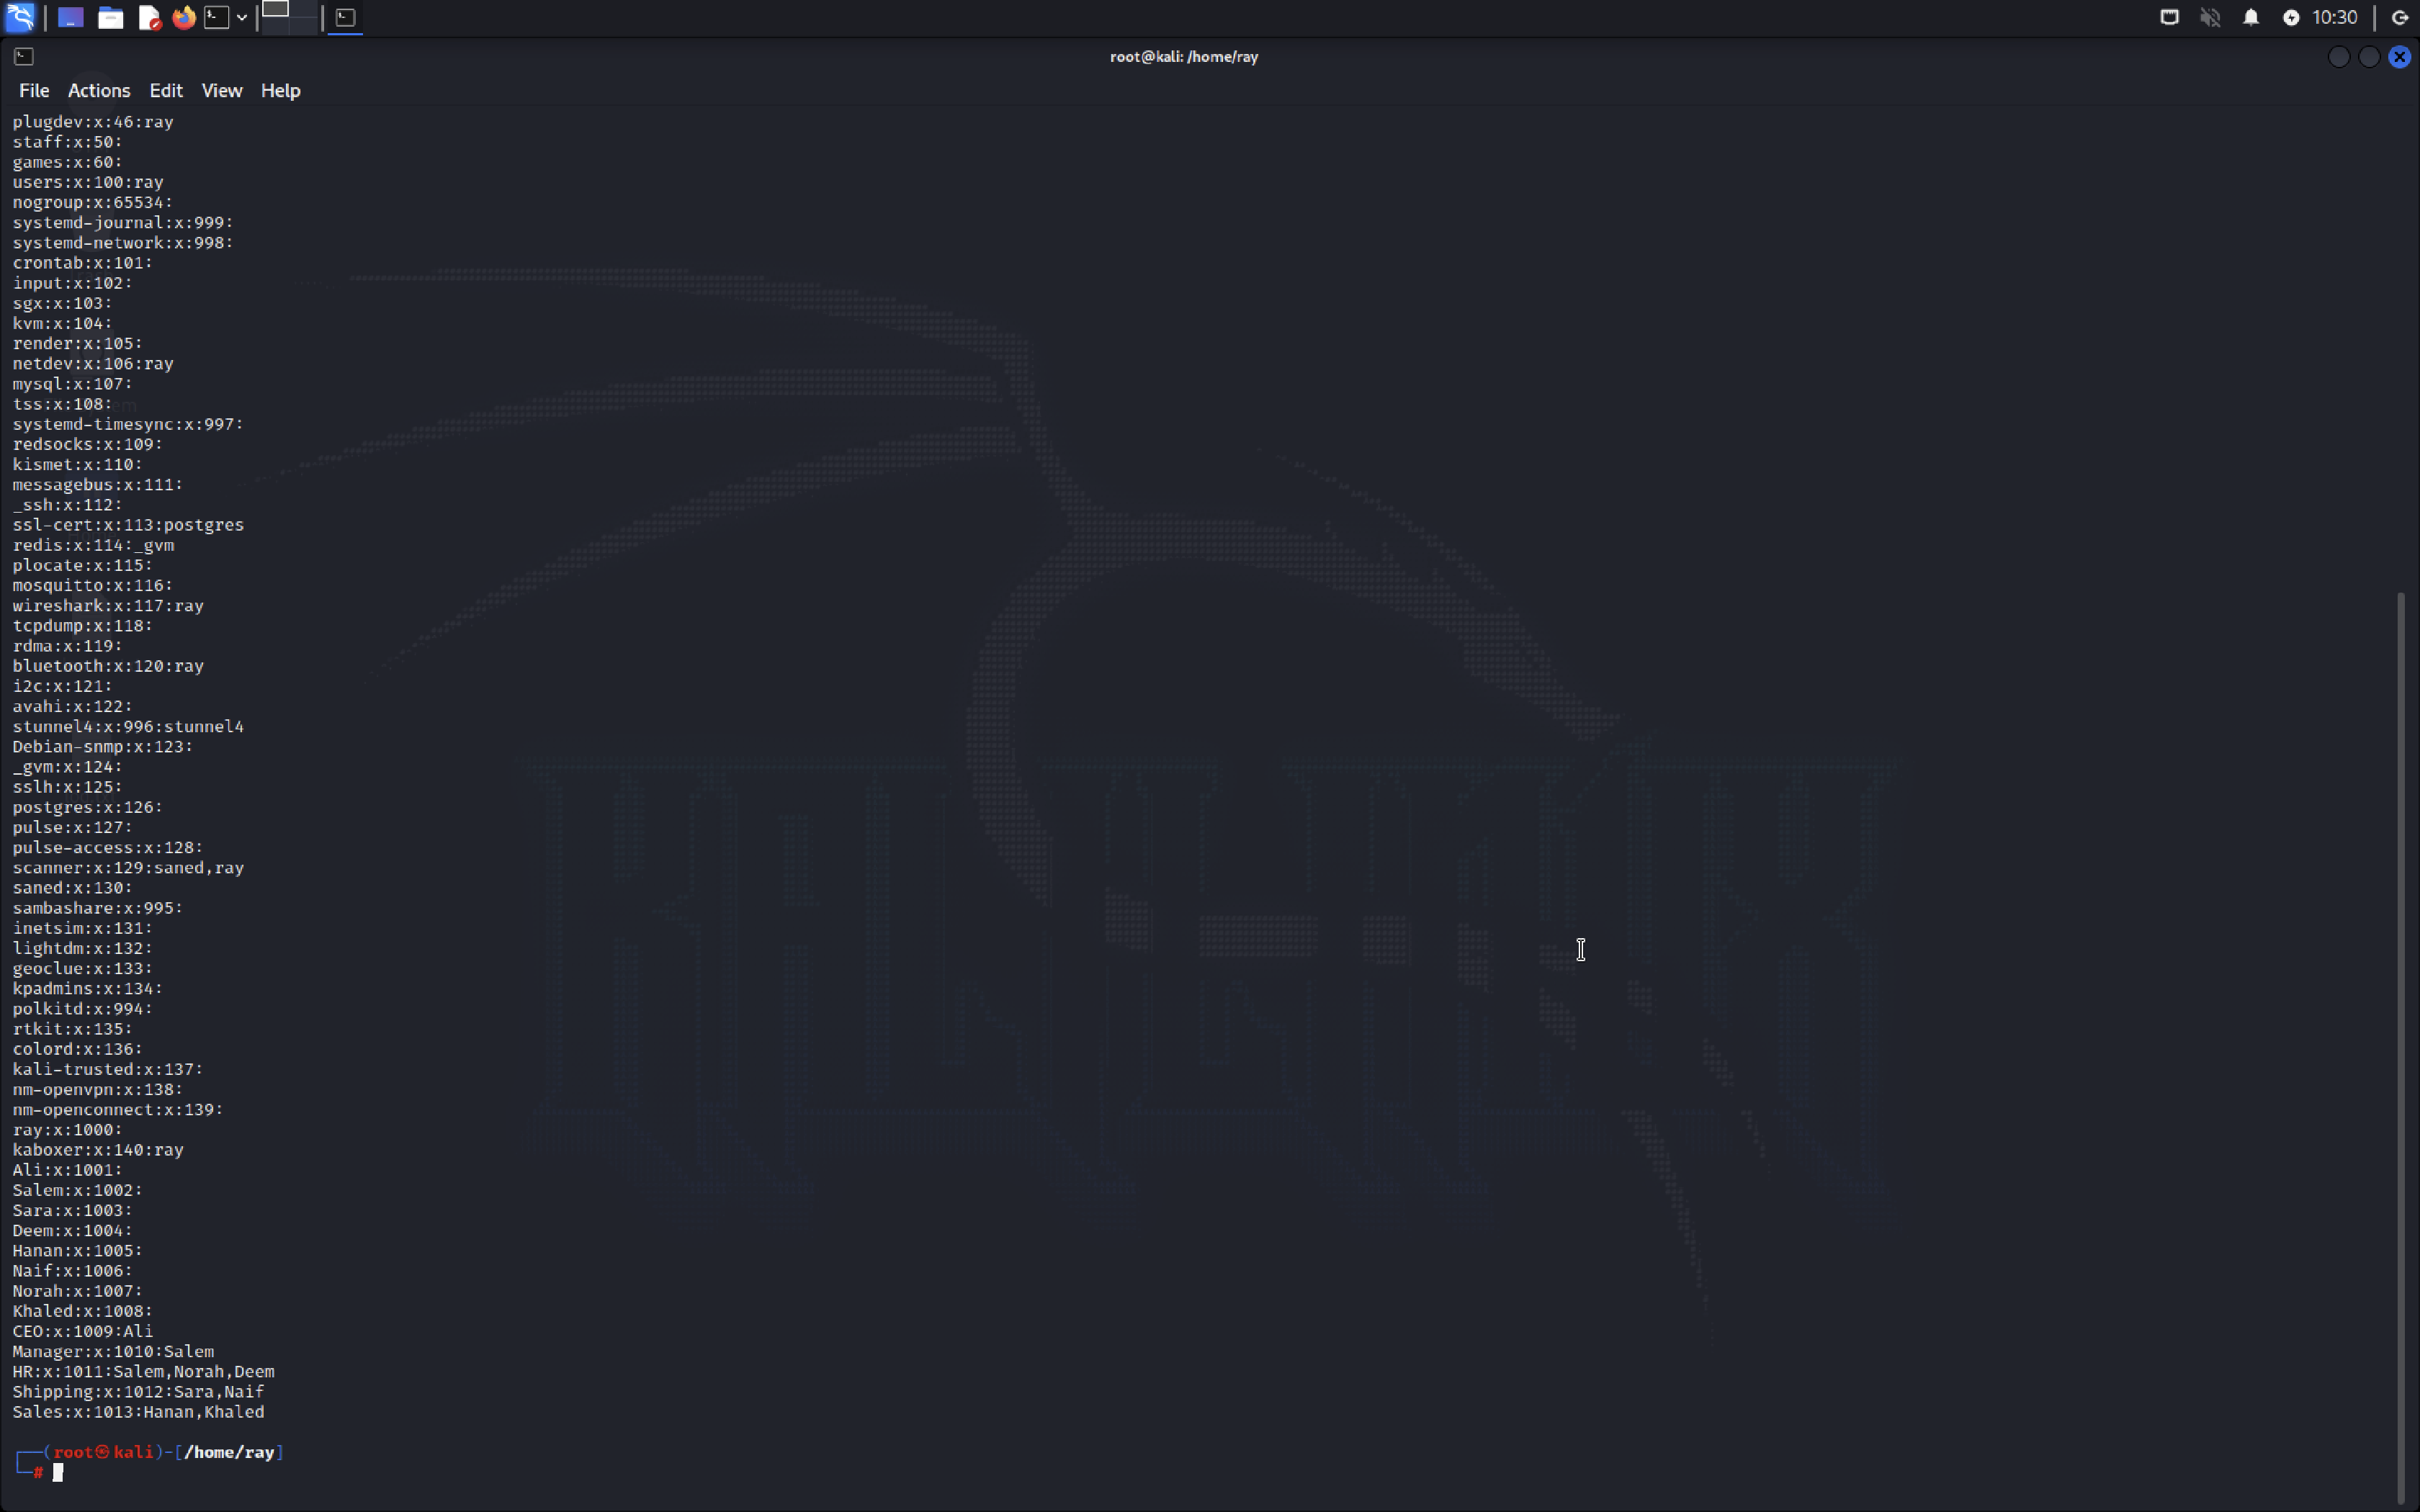 10:30
root@kali: /home/ray
File Actions Edit View Help
plugdev:x:46:ray
staff:x:50:
games:x:60:
users:x:100:ray
nogroup:x:65534:
systemd-journal:x:999:
systemd-network:x:998:
crontab:x:101:
input:x:102:
sgx:x:103:
kvm:x:104:
render:x:105:
netdev:x:106:ray
mysql:x:107:
tss:x:108:
systemd-timesync:x:997:
redsocks:x:109:
kismet:x:110:
messagebus:x:111:
_ssh:x:112:
ssl-cert:x:113:postgres
redis:x:114:_gvm
plocate:x:115:
mosquitto:x:116:
wireshark:x:117:ray
tcpdump:x:118:
rdma:x:119:
bluetooth:x:120:ray
i2c:x:121:
avahi:x:122:
stunnel4:x:996:stunnel4
Debian-snmp:x:123:
_gvm:x:124:
sslh:x:125:
postgres:x:126:
pulse:x:127:
pulse-access:x:128:
scanner:x:129:saned,ray
saned:x:130:
sambashare:x:995:
inetsim:x:131:
lightdm:x:132:
geoclue:x:133:
kpadmins:x:134:
polkitd:x:994:
rtkit:x:135:
colord:x:136:
kali-trusted:x:137:
nm-openvpn:x:138:
nm-openconnect:x:139:
ray:x:1000:
kaboxer:x:140:ray
Ali:x:1001:
Salem:x:1002:
Sara:x:1003:
Deem:x:1004:
Hanan:x:1005:
Naif:x:1006:
Norah:x:1007:
Khaled:x:1008:
CEO:x:1009:Ali
Manager:x:1010:Salem
HR:x:1011:Salem,Norah,Deem
Shipping:x:1012:Sara,Naif
Sales:x:1013:Hanan,Khaled
┌──(root㉿kali)-[/home/ray]
└─#